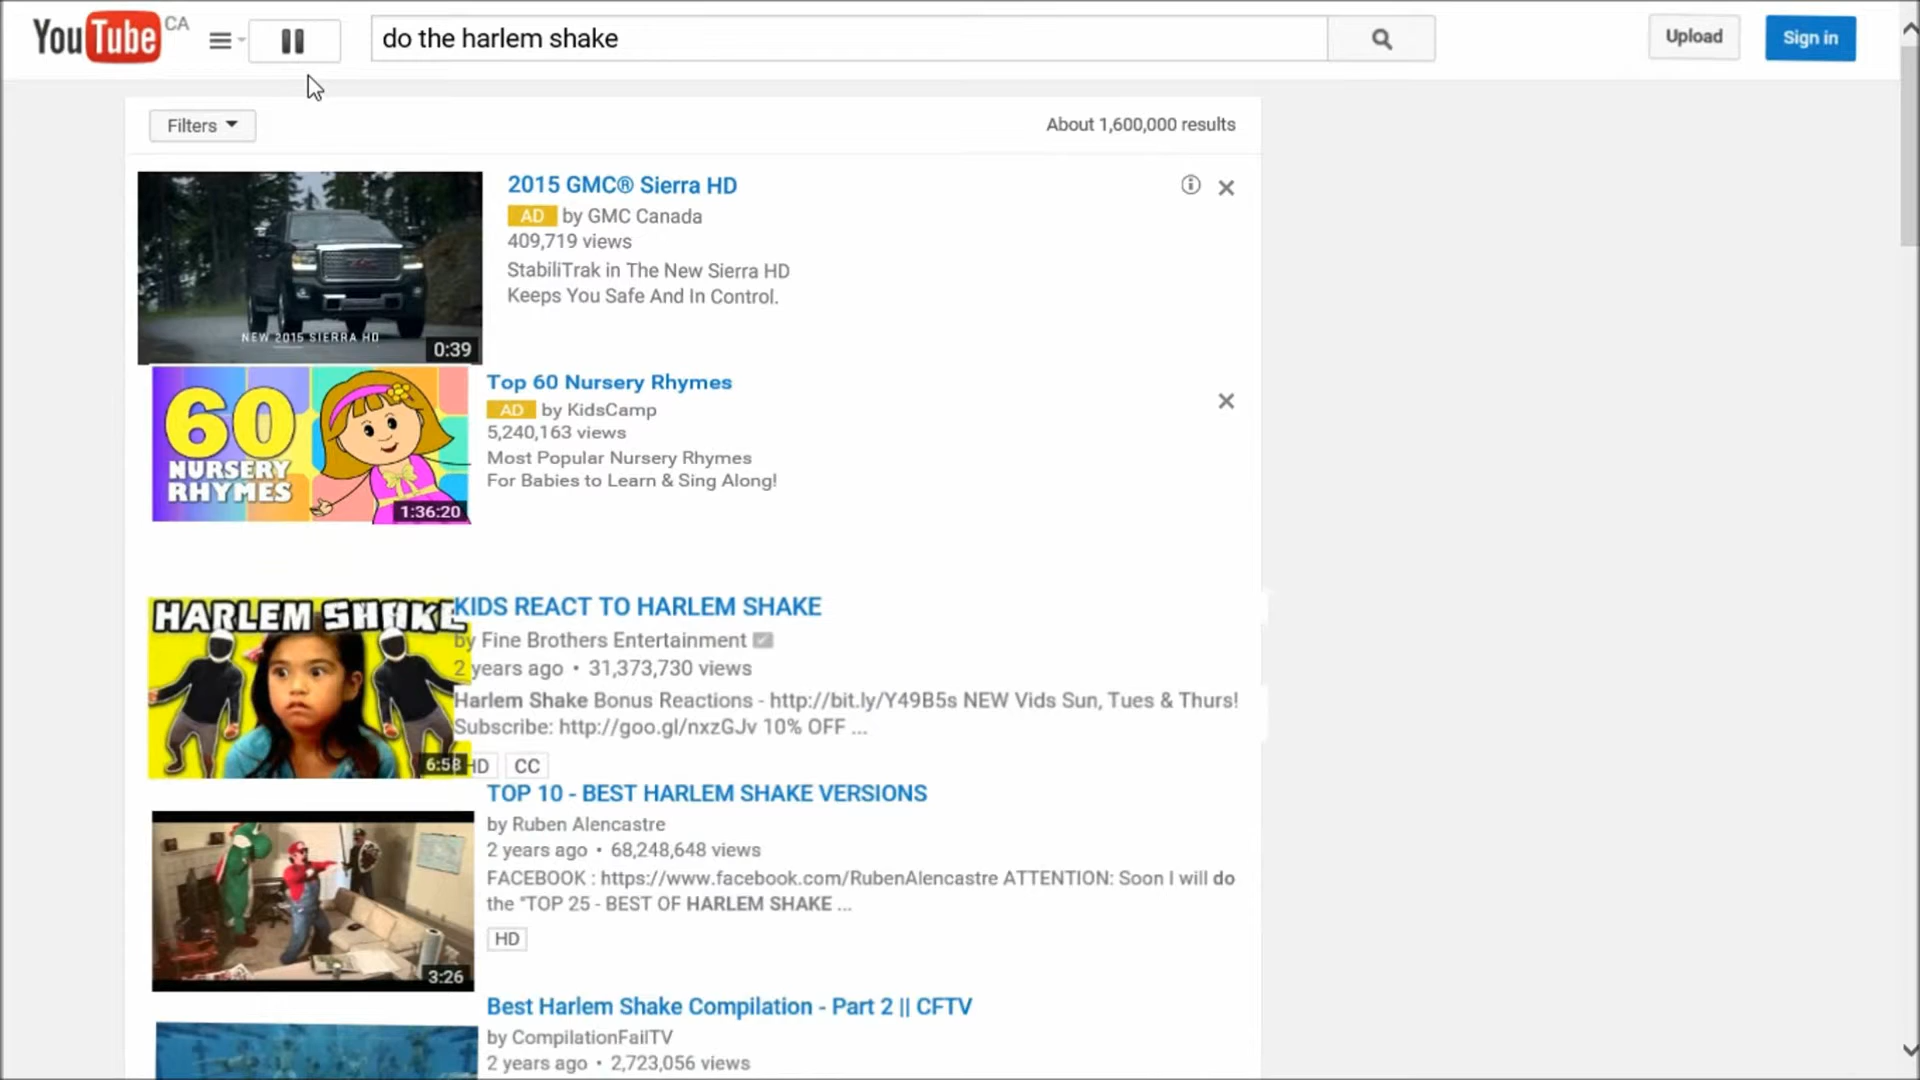 YouTube CA
do the harlem shake
Upload
Sign in
Filters
About 1,600,000 results
NEW 2015 SIERRA HD
0:39
2015 GMC® Sierra HD
AD by GMC Canada
409,719 views
StabiliTrak in The New Sierra HD
Keeps You Safe And In Control.
60
NURSERY
RHYMES
1:36:20
Top 60 Nursery Rhymes
AD by KidsCamp
5,240,163 views
Most Popular Nursery Rhymes
For Babies to Learn & Sing Along!
HARLEM SHAKE
6:58
KIDS REACT TO HARLEM SHAKE
by Fine Brothers Entertainment
2 years ago • 31,373,730 views
Harlem Shake Bonus Reactions - http://bit.ly/Y49B5s NEW Vids Sun, Tues & Thurs!
Subscribe: http://goo.gl/nxzGJv 10% OFF ...
HD CC
3:26
TOP 10 - BEST HARLEM SHAKE VERSIONS
by Ruben Alencastre
2 years ago • 68,248,648 views
FACEBOOK : https://www.facebook.com/RubenAlencastre ATTENTION: Soon I will do
the "TOP 25 - BEST OF HARLEM SHAKE ...
HD
Best Harlem Shake Compilation - Part 2 || CFTV
by CompilationFailTV
2 years ago • 2,723,056 views